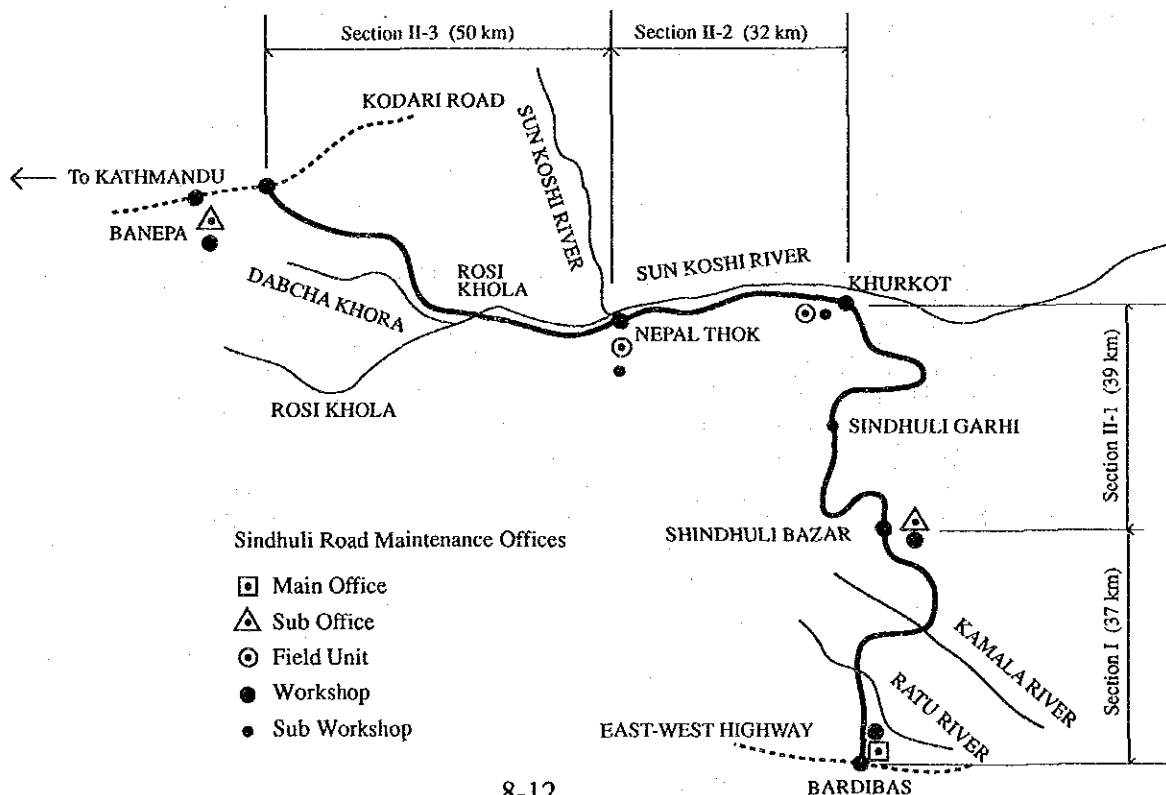 Section II-3 (50 km)
Section II-2 (32 km)
KODARI ROAD
SUN KOSHI RIVER
To KATHMANDU
BANEPA
DABCHA KHORA
ROSI
KHOLA
SUN KOSHI RIVER
KHURKOT
NEPAL THOK
ROSI KHOLA
SINDHULI GARHI
Section II-1 (39 km)
SHINDHULI BAZAR
Sindhuli Road Maintenance Offices
Main Office
Sub Office
Field Unit
Workshop
Sub Workshop
KAMALA RIVER
RATU RIVER
Section I (37 km)
EAST-WEST HIGHWAY
BARDIBAS
8-12